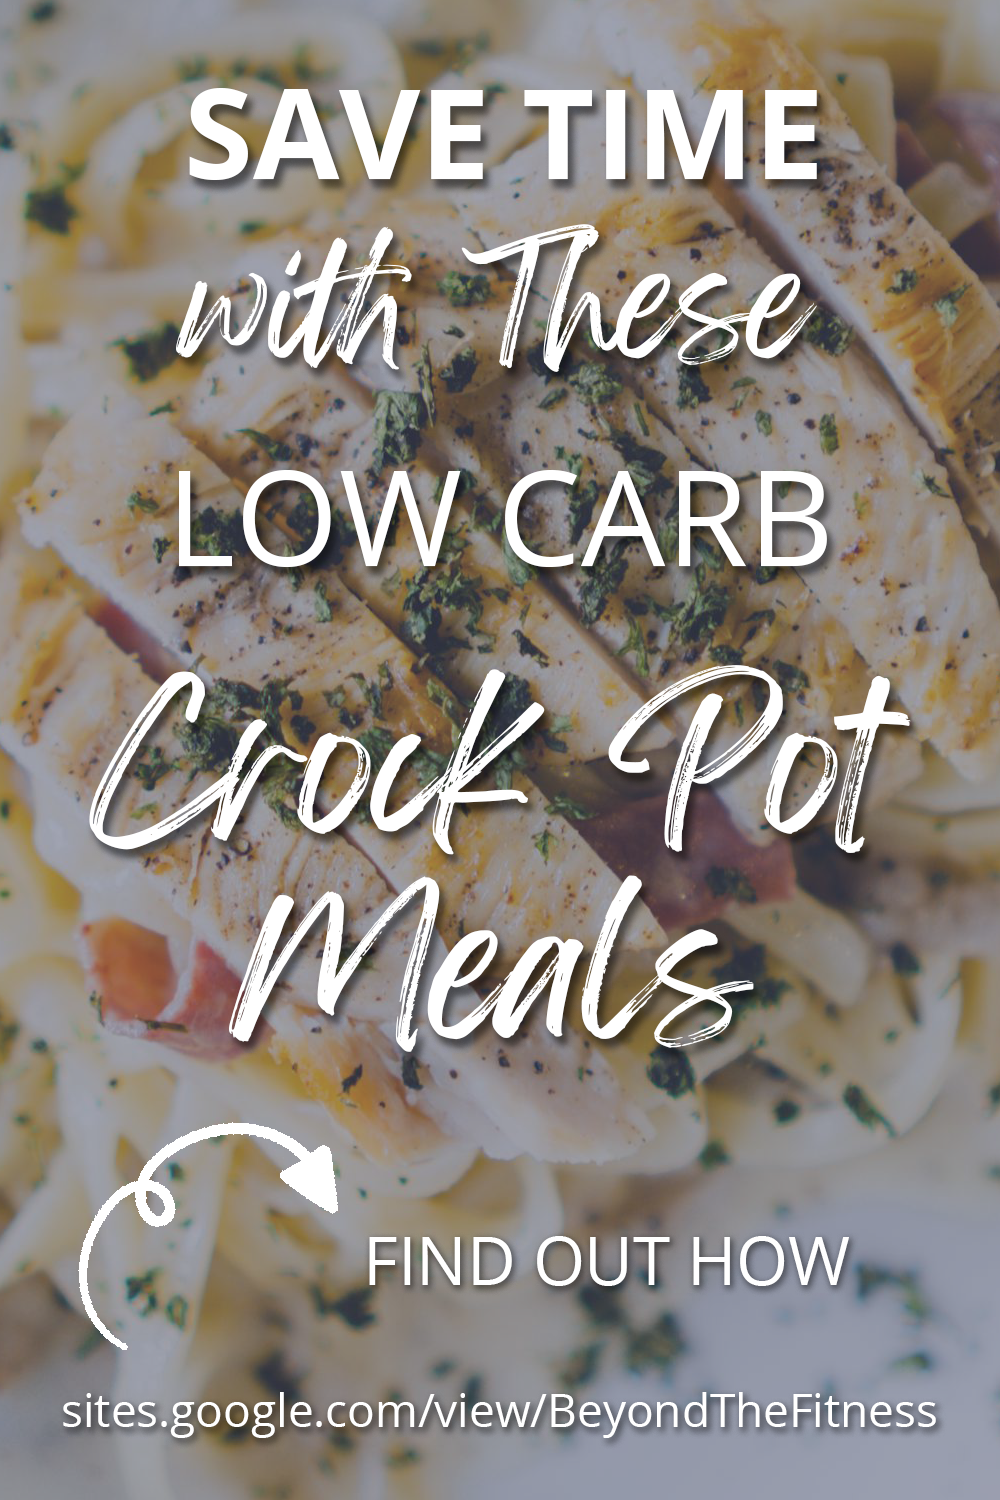 SAVE TIME
with These
LOW CARB
Crock Pot
Meals
FIND OUT HOW
sites.google.com/view/BeyondTheFitness